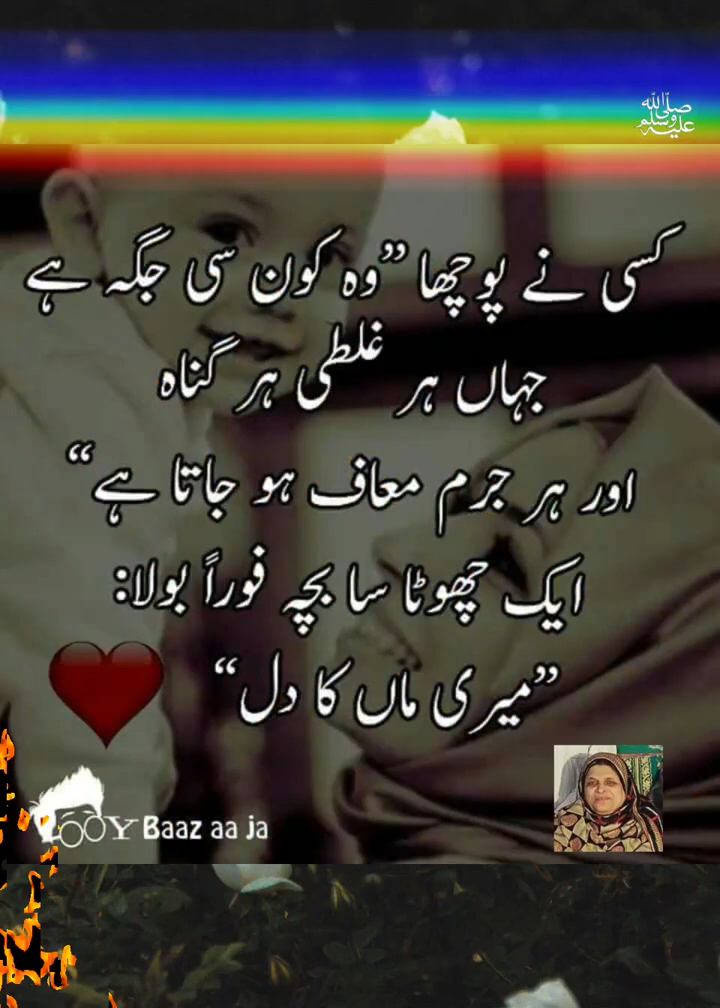 ﷺ
کسی نے پوچھا ”وہ کون سی جگہ ہے
جہاں ہر غلطی ہر گناہ
اور ہر جرم معاف ہو جاتا ہے“
ایک چھوٹا سا بچہ فوراً بولا:
”میری ماں کا دل“
Baaz aa ja